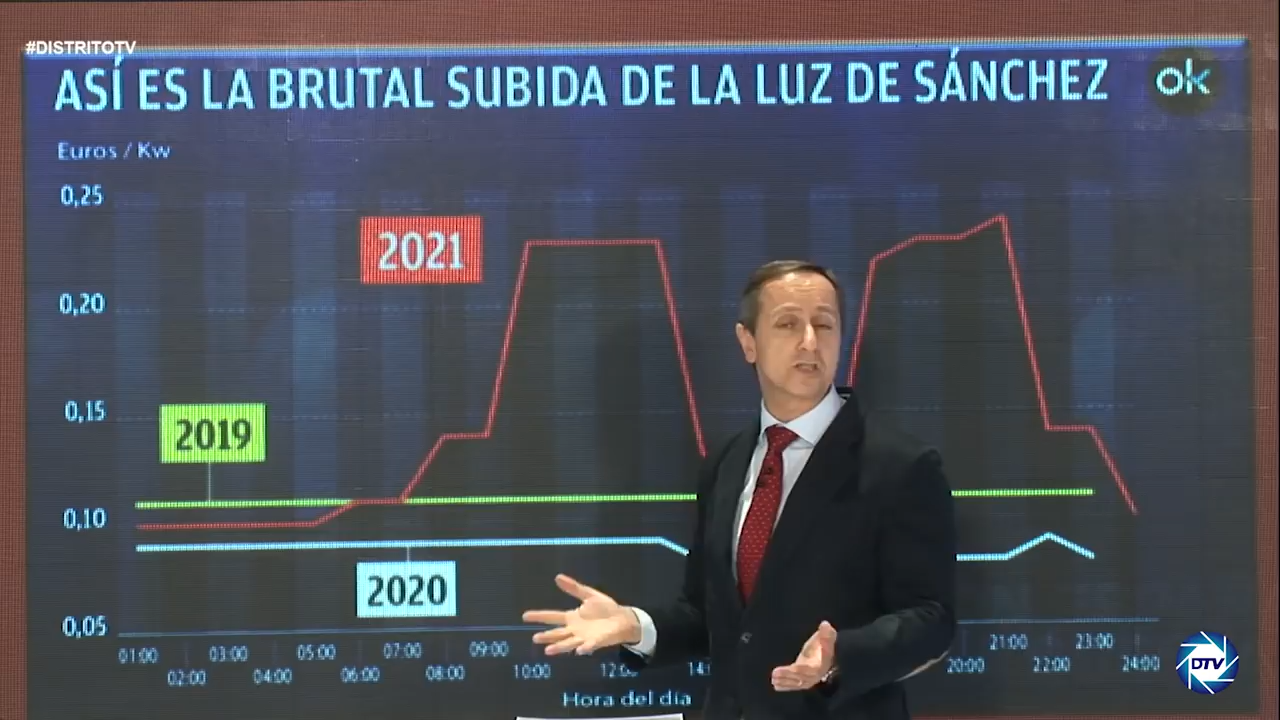 #DISTRITOTV
ASÍ ES LA BRUTAL SUBIDA DE LA LUZ DE SÁNCHEZ
ok
Euros / Kw
0,25
2021
0,20
0,15
2019
0,10
2020
0,05
01:00 03:00 05:00 07:00 09:00 21:00 23:00
02:00 04:00 06:00 08:00 10:00 20:00 22:00 24:00
Hora del día
DTV